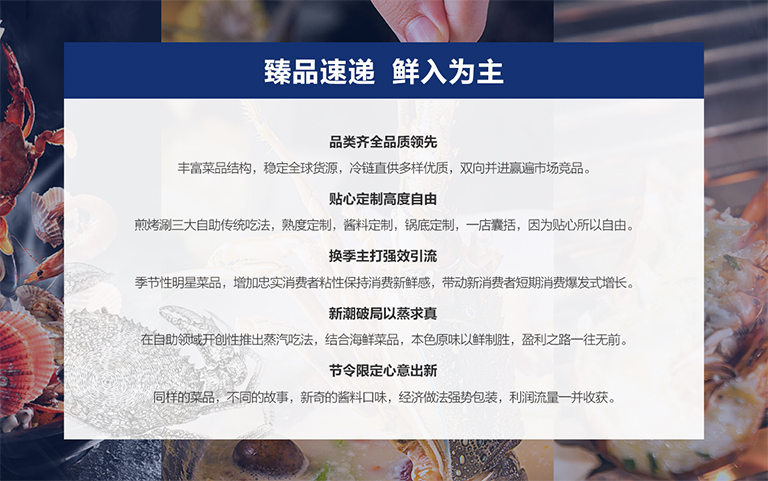 臻品速递 鲜入为主
品类齐全品质领先
丰富菜品结构，稳定全球货源，冷链直供多样优质，双向并进赢遍市场竞品。
贴心定制高度自由
煎烤涮三大自助传统吃法，熟度定制，酱料定制，锅底定制，一店囊括，因为贴心所以自由。
换季主打强效引流
季节性明星菜品，增加忠实消费者粘性保持消费新鲜感，带动新消费者短期消费爆发式增长。
新潮破局以蒸求真
在自助领域开创性推出蒸汽吃法，结合海鲜菜品，本色原味以鲜制胜，盈利之路一往无前。
节令限定心意出新
同样的菜品，不同的故事，新奇的酱料口味，经济做法强势包装，利润流量一并收获。